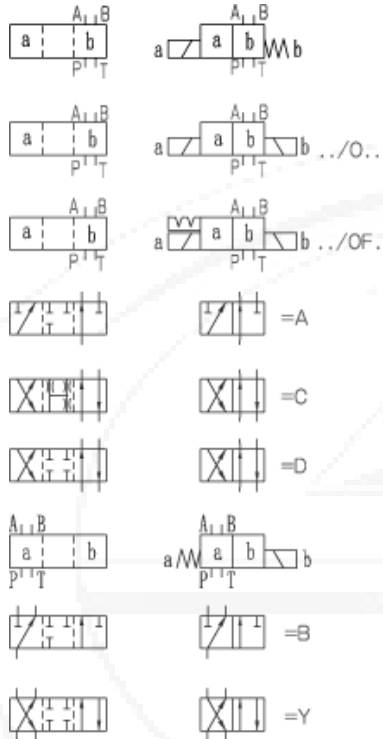 A B A B
a b a a b b
P T P T
A B A B
a b a a b b ../O..
P T P T
A B A B
a b a a b b ../OF..
P T P T
=A
=C
=D
A B A B
a b a a b b
P T P T
=B
=Y